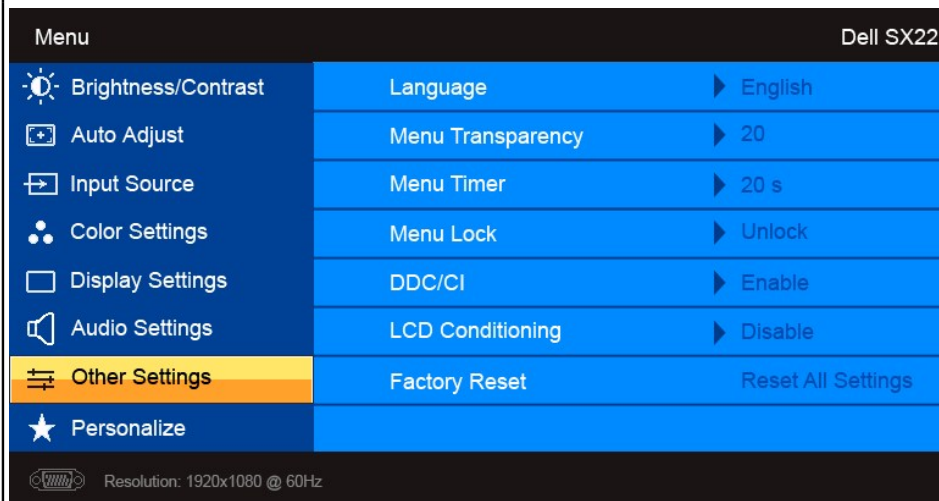 Menu Dell SX22
Brightness/Contrast Language English
Auto Adjust Menu Transparency 20
Input Source Menu Timer 20 s
Color Settings Menu Lock Unlock
Display Settings DDC/CI Enable
Audio Settings LCD Conditioning Disable
Other Settings Factory Reset Reset All Settings
Personalize
Resolution: 1920x1080 @ 60Hz